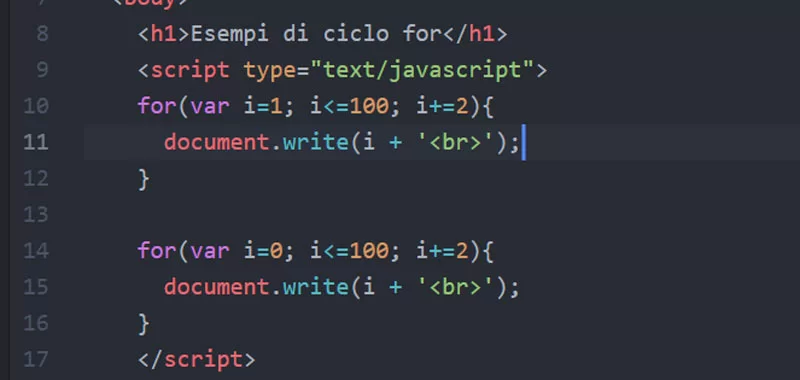 7 <body>
8 <h1>Esempi di ciclo for</h1>
9 <script type="text/javascript">
10 for(var i=1; i<=100; i+=2){
11 document.write(i + '<br>');
12 }
13
14 for(var i=0; i<=100; i+=2){
15 document.write(i + '<br>');
16 }
17 </script>